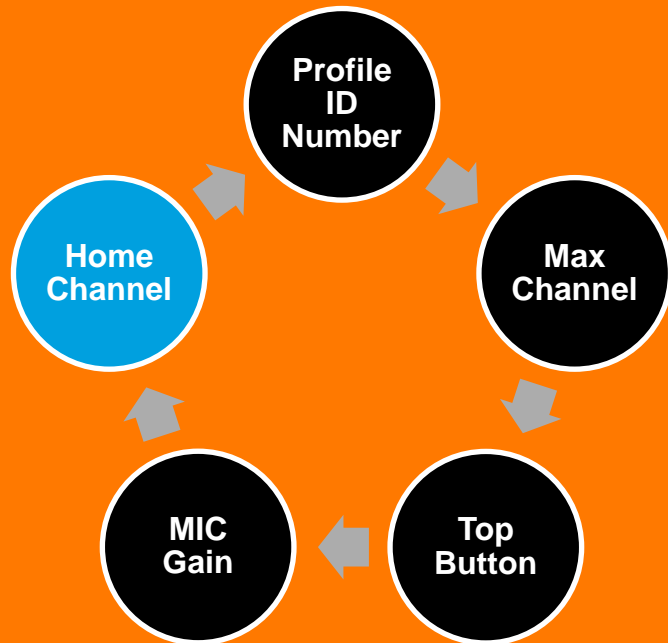 Profile
ID
Number
Max
Channel
Top
Button
MIC
Gain
Home
Channel